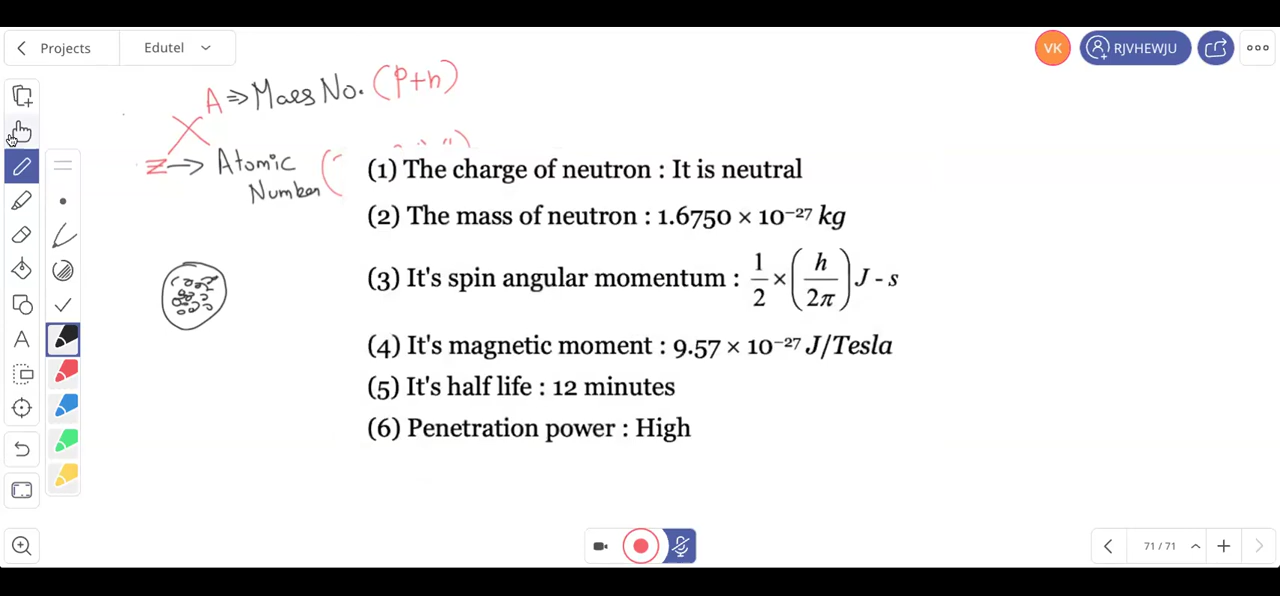 Projects
Edutel
VK
RJVHEWJU
A ⇒ Mass No. (P+n)
X
Z → Atomic
Number
(1) The charge of neutron : It is neutral
(2) The mass of neutron : 1.6750 × 10⁻²⁷ kg
(3) It's spin angular momentum : 1/2 × (h/2π) J - s
(4) It's magnetic moment : 9.57 × 10⁻²⁷ J/Tesla
(5) It's half life : 12 minutes
(6) Penetration power : High
71 / 71